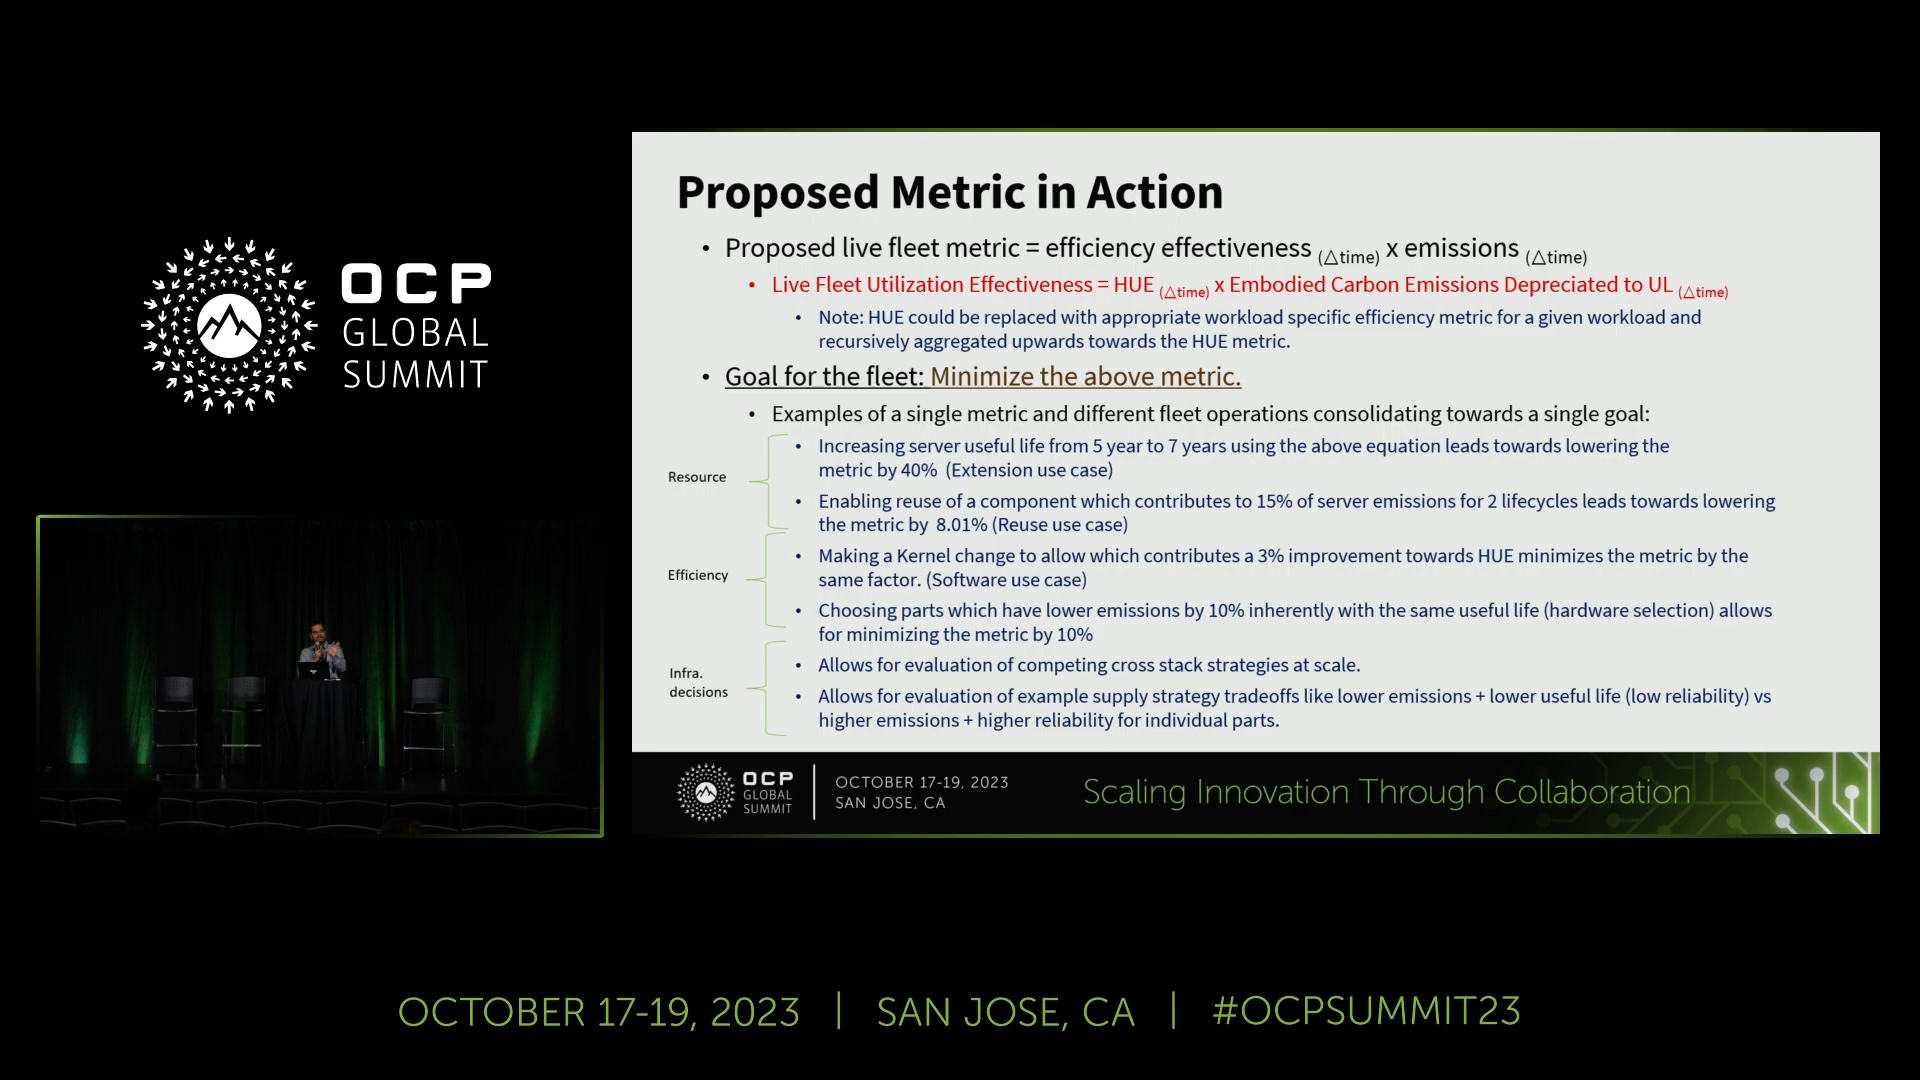 OCP
GLOBAL
SUMMIT
Proposed Metric in Action
• Proposed live fleet metric = efficiency effectiveness (△time) x emissions (△time)
• Live Fleet Utilization Effectiveness = HUE (△time) x Embodied Carbon Emissions Depreciated to UL (△time)
• Note: HUE could be replaced with appropriate workload specific efficiency metric for a given workload and
recursively aggregated upwards towards the HUE metric.
• Goal for the fleet: Minimize the above metric.
• Examples of a single metric and different fleet operations consolidating towards a single goal:
Resource
• Increasing server useful life from 5 year to 7 years using the above equation leads towards lowering the
metric by 40% (Extension use case)
• Enabling reuse of a component which contributes to 15% of server emissions for 2 lifecycles leads towards lowering
the metric by 8.01% (Reuse use case)
Efficiency
• Making a Kernel change to allow which contributes a 3% improvement towards HUE minimizes the metric by the
same factor. (Software use case)
• Choosing parts which have lower emissions by 10% inherently with the same useful life (hardware selection) allows
for minimizing the metric by 10%
Infra.
decisions
• Allows for evaluation of competing cross stack strategies at scale.
• Allows for evaluation of example supply strategy tradeoffs like lower emissions + lower useful life (low reliability) vs
higher emissions + higher reliability for individual parts.
OCP
GLOBAL
SUMMIT
OCTOBER 17-19, 2023
SAN JOSE, CA
Scaling Innovation Through Collaboration
OCTOBER 17-19, 2023 | SAN JOSE, CA | #OCPSUMMIT23